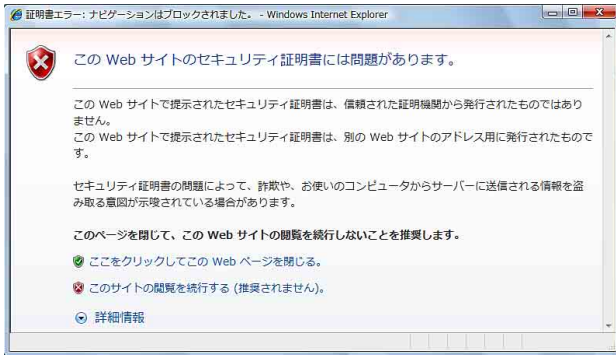 証明書エラー: ナビゲーションはブロックされました。 - Windows Internet Explorer
この Web サイトのセキュリティ証明書には問題があります。
この Web サイトで提示されたセキュリティ証明書は、信頼された証明機関から発行されたものではあり
ません。
この Web サイトで提示されたセキュリティ証明書は、別の Web サイトのアドレス用に発行されたもので
す。
セキュリティ証明書の問題によって、詐欺や、お使いのコンピュータからサーバーに送信される情報を盗
み取る意図が示唆されている場合があります。
このページを閉じて、この Web サイトの閲覧を続行しないことを推奨します。
ここをクリックしてこの Web ページを閉じる。
このサイトの閲覧を続行する (推奨されません)。
詳細情報